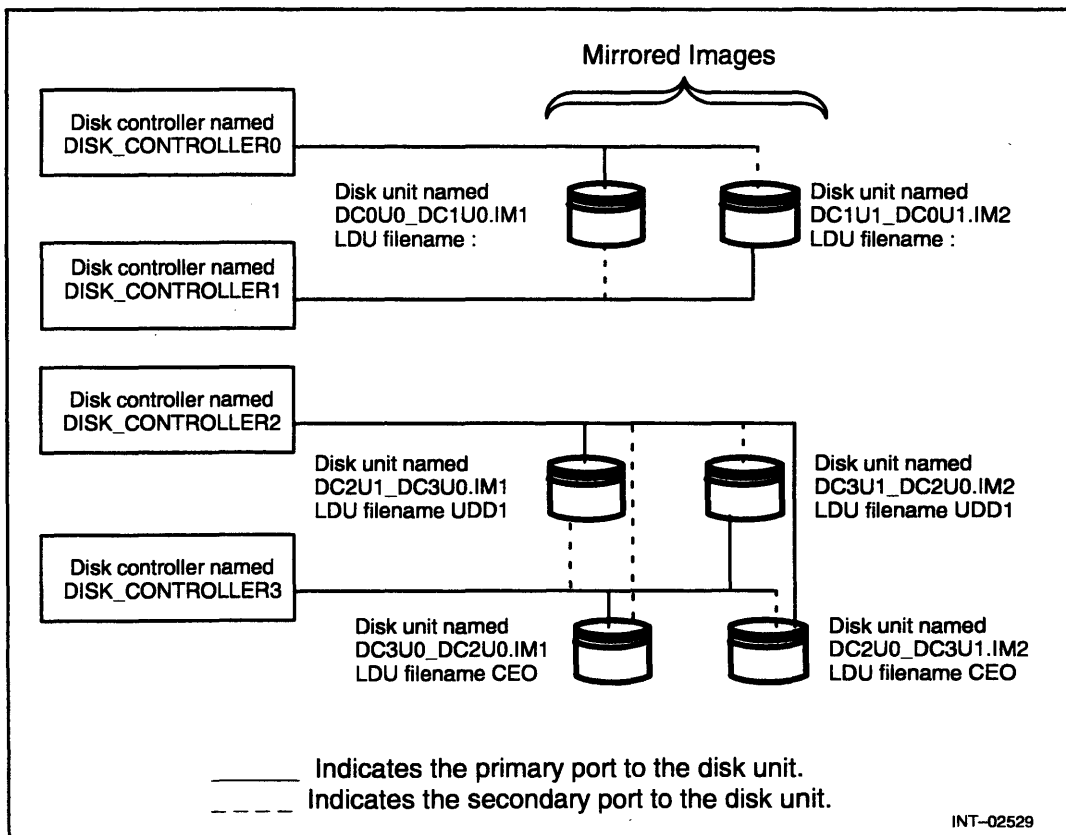 Mirrored Images
Disk controller named
DISK_CONTROLLER0
Disk unit named
DC0U0_DC1U0.IM1
LDU filename :
Disk unit named
DC1U1_DC0U1.IM2
LDU filename :
Disk controller named
DISK_CONTROLLER1
Disk controller named
DISK_CONTROLLER2
Disk unit named
DC2U1_DC3U0.IM1
LDU filename UDD1
Disk unit named
DC3U1_DC2U0.IM2
LDU filename UDD1
Disk controller named
DISK_CONTROLLER3
Disk unit named
DC3U0_DC2U0.IM1
LDU filename CEO
Disk unit named
DC2U0_DC3U1.IM2
LDU filename CEO
Indicates the primary port to the disk unit.
Indicates the secondary port to the disk unit.
INT–02529